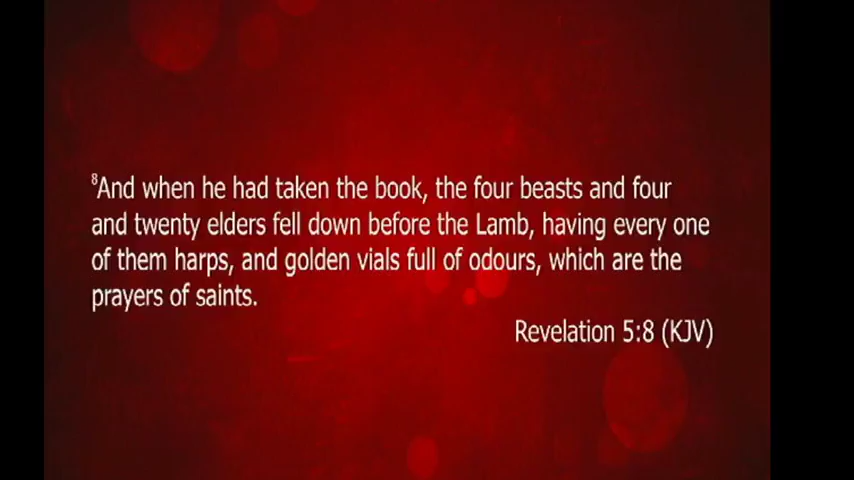 ⁸And when he had taken the book, the four beasts and four
and twenty elders fell down before the Lamb, having every one
of them harps, and golden vials full of odours, which are the
prayers of saints.
Revelation 5:8 (KJV)